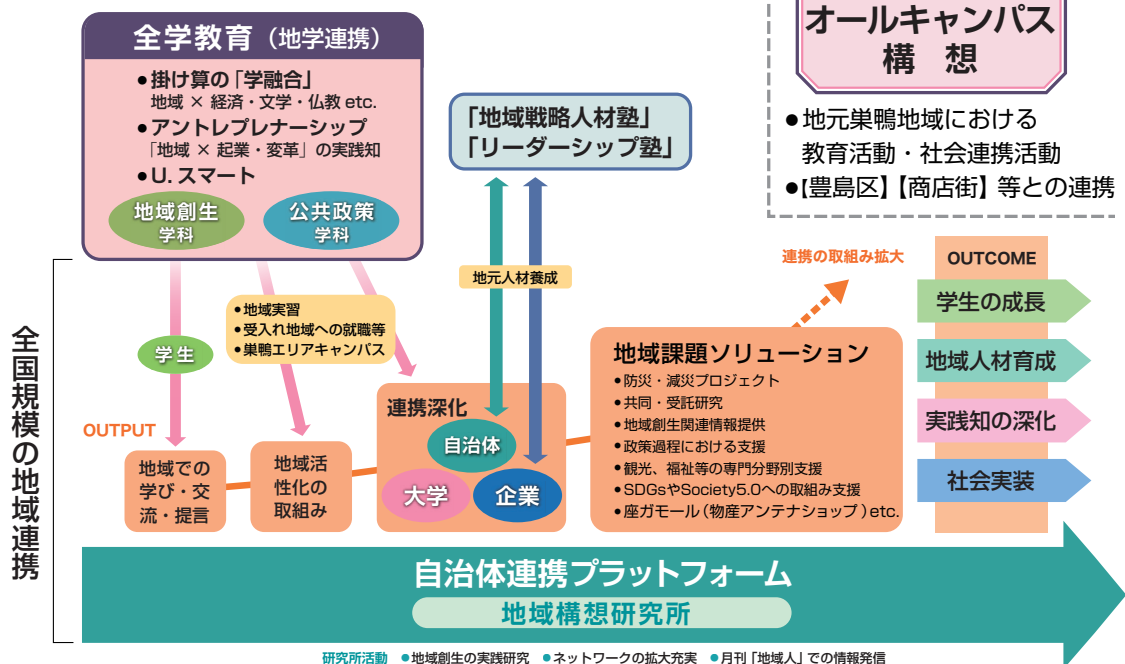 全学教育（地学連携）
●掛け算の「学融合」
地域 × 経済・文学・仏教 etc.
●アントレプレナーシップ
「地域 × 起業・変革」の実践知
●U. スマート
地域創生
学科
公共政策
学科
「地域戦略人材塾」
「リーダーシップ塾」
オールキャンパス
構 想
●地元巣鴨地域における
教育活動・社会連携活動
●【豊島区】【商店街】等との連携
全国規模の地域連携
学生
●地域実習
●受入れ地域への就職等
●巣鴨エリアキャンパス
地元人材養成
連携の取組み拡大
OUTPUT
地域での
学び・交
流・提言
地域活
性化の
取組み
連携深化
自治体
大学
企業
地域課題ソリューション
●防災・減災プロジェクト
●共同・受託研究
●地域創生関連情報提供
●政策過程における支援
●観光、福祉等の専門分野別支援
●SDGsやSociety5.0への取組み支援
●座ガモール（物産アンテナショップ）etc.
OUTCOME
学生の成長
地域人材育成
実践知の深化
社会実装
自治体連携プラットフォーム
地域構想研究所
研究所活動 ●地域創生の実践研究 ●ネットワークの拡大充実 ●月刊「地域人」での情報発信